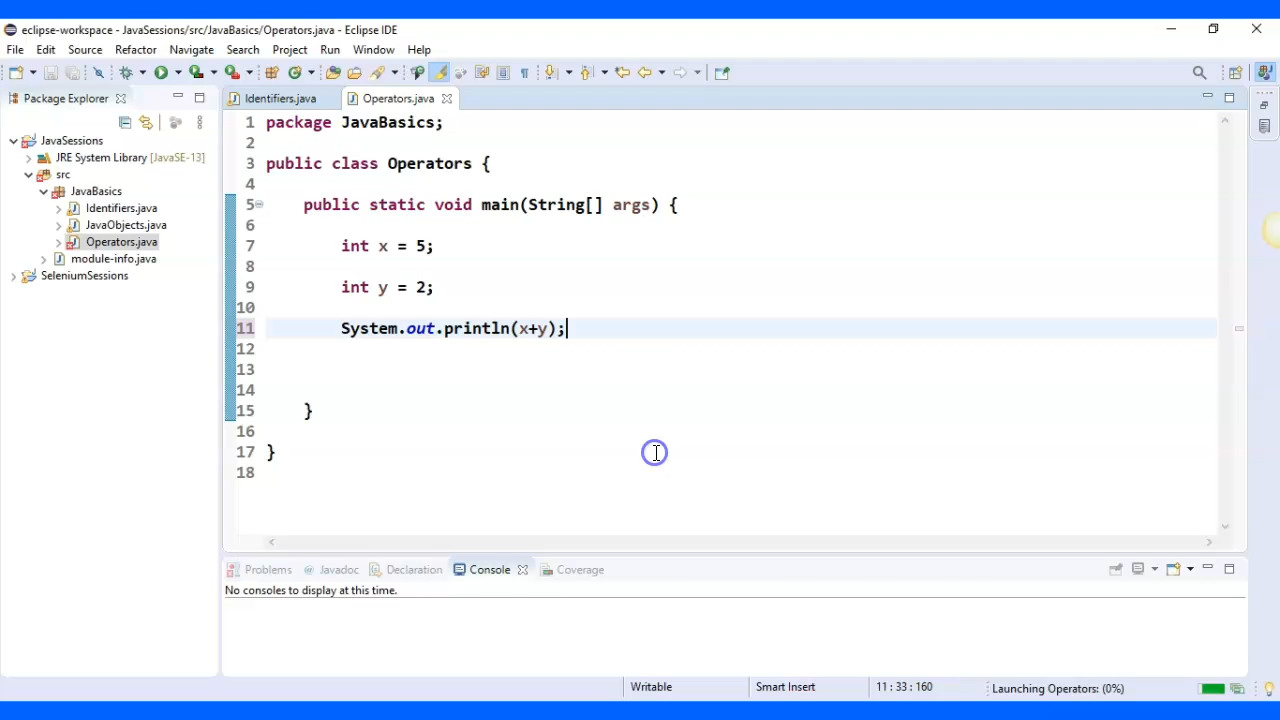 eclipse-workspace - JavaSessions/src/JavaBasics/Operators.java - Eclipse IDE
File Edit Source Refactor Navigate Search Project Run Window Help
Package Explorer
Identifiers.java
Operators.java
JavaSessions
JRE System Library [JavaSE-13]
src
JavaBasics
Identifiers.java
JavaObjects.java
Operators.java
module-info.java
SeleniumSessions
1 package JavaBasics;
2
3 public class Operators {
4
5 public static void main(String[] args) {
6
7 int x = 5;
8
9 int y = 2;
10
11 System.out.println(x+y);
12
13
14
15 }
16
17 }
18
Problems @ Javadoc Declaration Console Coverage
No consoles to display at this time.
Writable Smart Insert 11 : 33 : 160 Launching Operators: (0%)